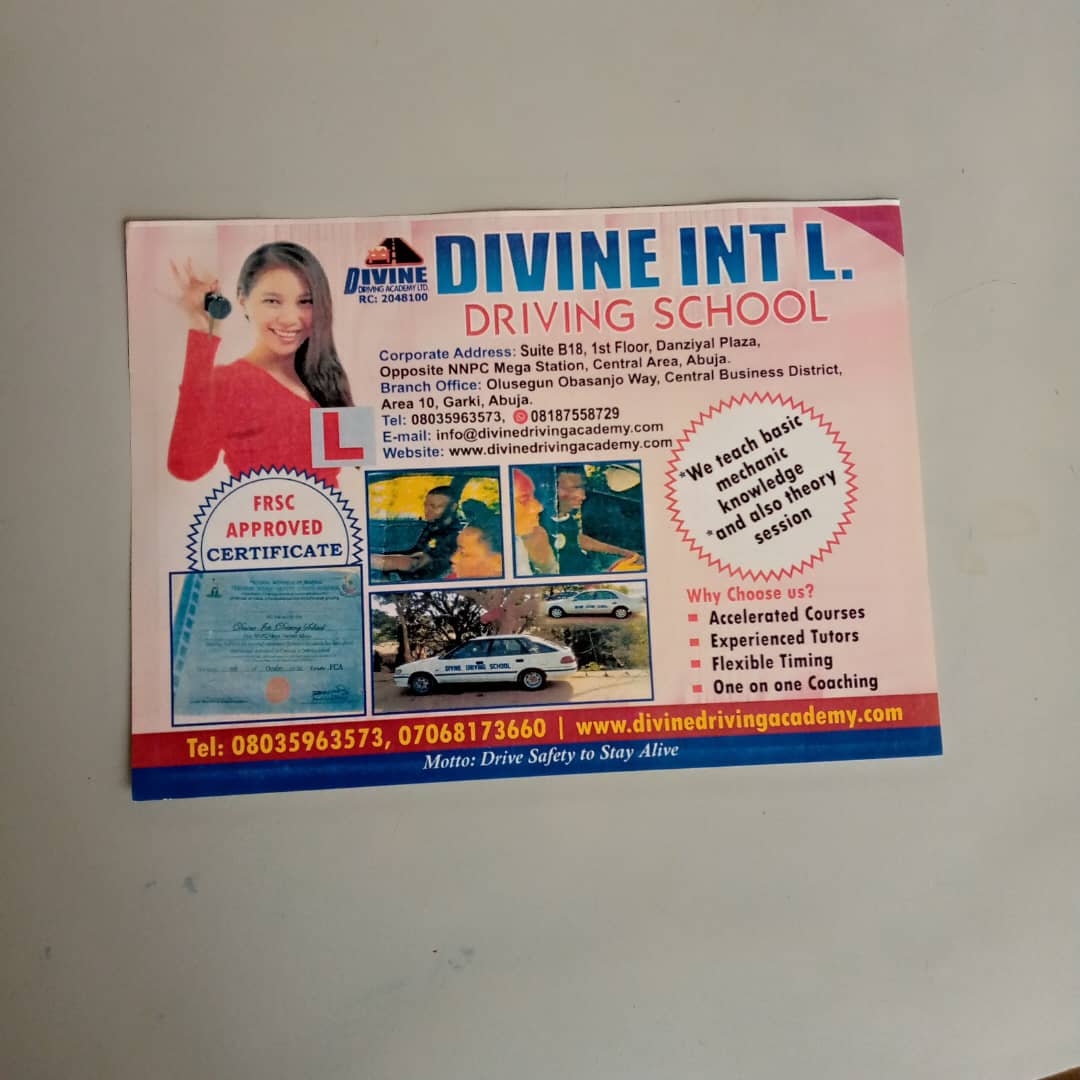 DIVINE
DRIVING ACADEMY LTD.
RC: 2048100
DIVINE INT L.
DRIVING SCHOOL
Corporate Address: Suite B18, 1st Floor, Danziyal Plaza,
Opposite NNPC Mega Station, Central Area, Abuja.
Branch Office: Olusegun Obasanjo Way, Central Business District,
Area 10, Garki, Abuja.
Tel: 08035963573, 08187558729
E-mail: info@divinedrivingacademy.com
Website: www.divinedrivingacademy.com
L
FRSC
APPROVED
CERTIFICATE
*We teach basic
mechanic
knowledge
*and also theory
session
DIVINE DRIVING SCHOOL
Why Choose us?
Accelerated Courses
Experienced Tutors
Flexible Timing
One on one Coaching
Tel: 08035963573, 07068173660 | www.divinedrivingacademy.com
Motto: Drive Safety to Stay Alive